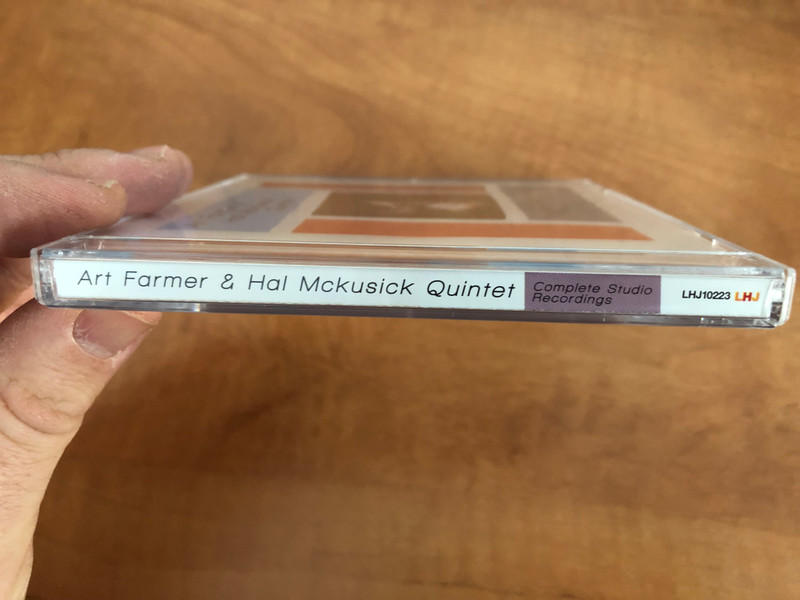 Art Farmer & Hal Mckusick Quintet
Complete Studio
Recordings
LHJ10223 LHJ